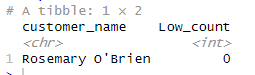 # A tibble: 1 × 2
customer_name Low_count
<chr> <int>
1 Rosemary O'Brien 0
>